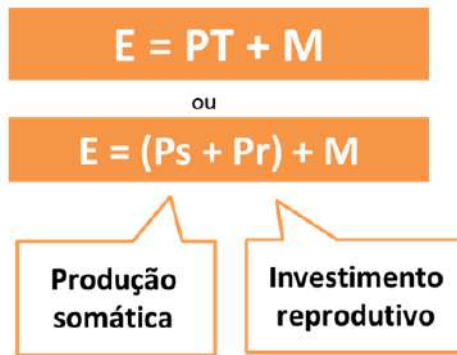 E = PT + M
ou
E = (Ps + Pr) + M
Produção
somática
Investimento
reprodutivo